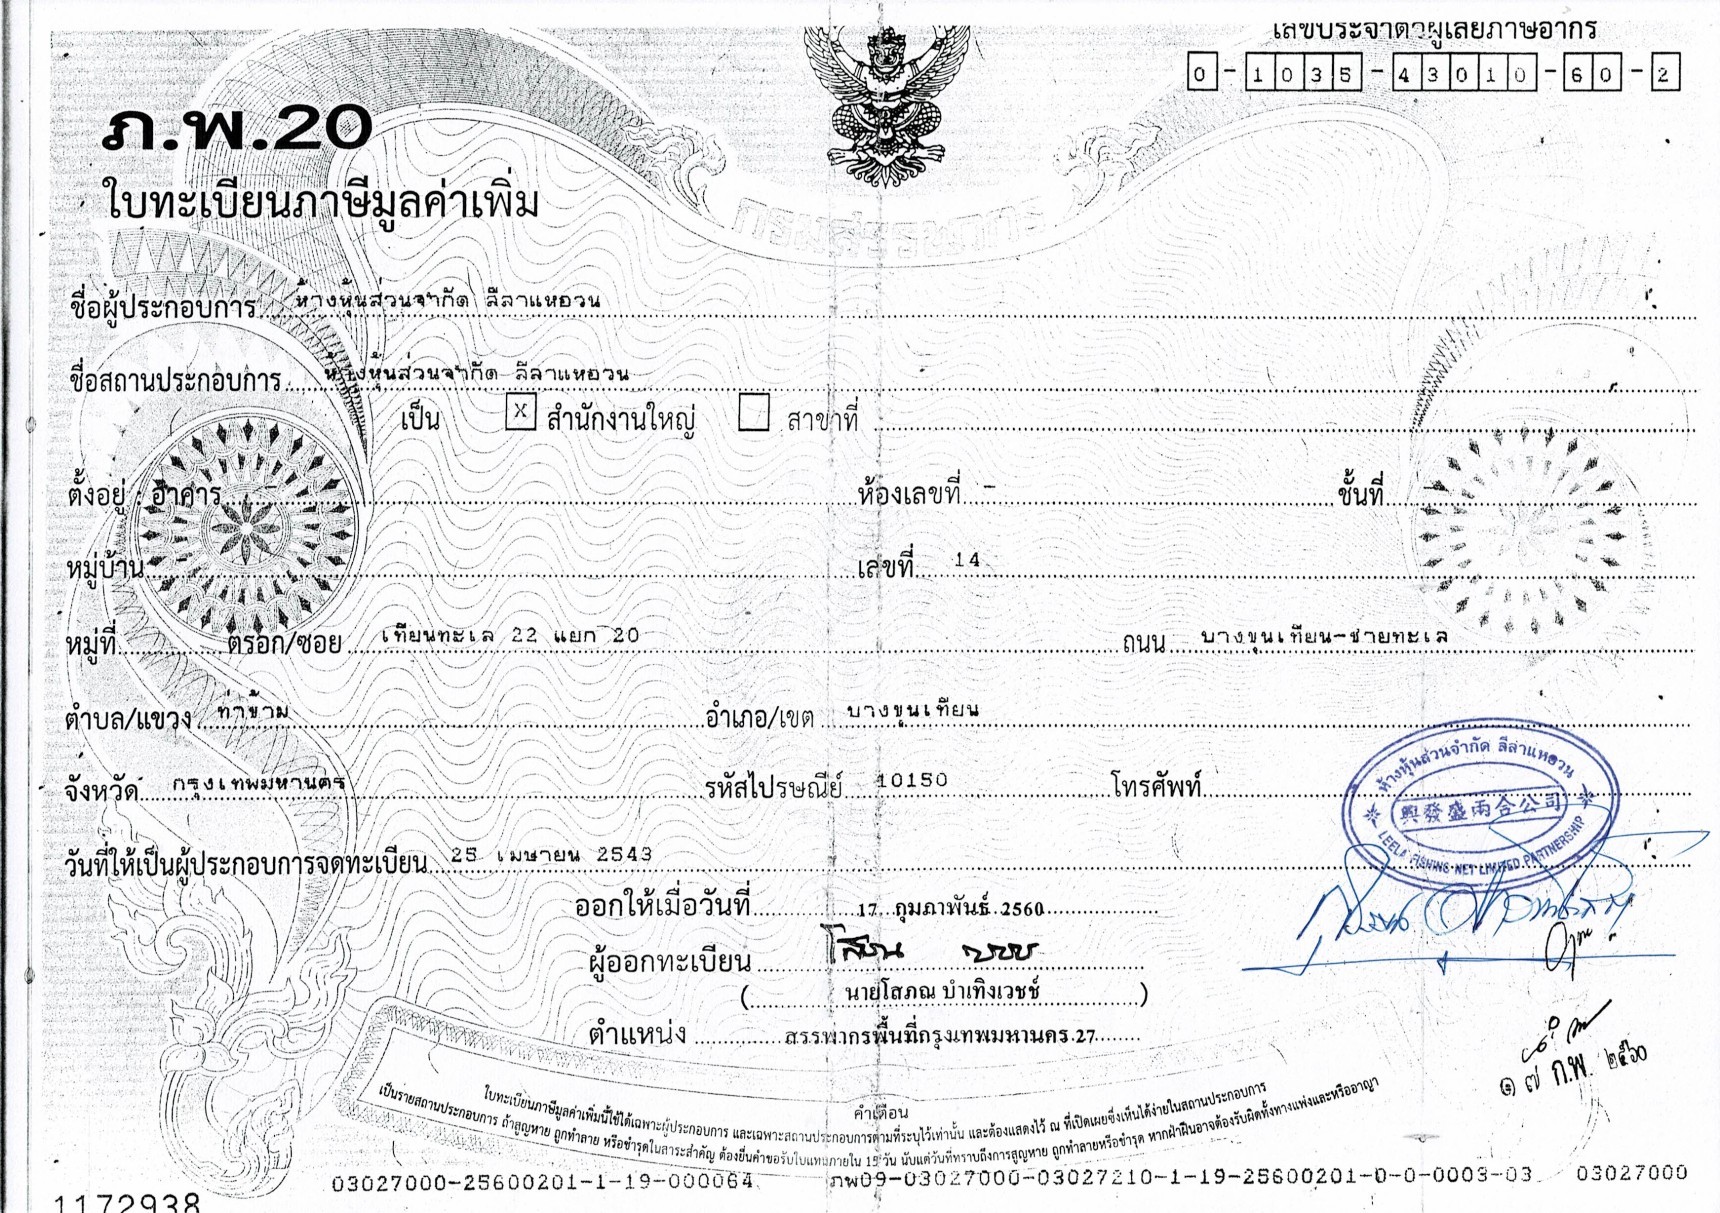 เลขประจำตัวผู้เสียภาษีอากร
0-1035-43010-60-2
ภ.พ.20
ใบทะเบียนภาษีมูลค่าเพิ่ม
กรมสรรพากร
ชื่อผู้ประกอบการ ห้างหุ้นส่วนจำกัด ลีลาแหอวน
ชื่อสถานประกอบการ ห้างหุ้นส่วนจำกัด ลีลาแหอวน
เป็น X สำนักงานใหญ่ สาขาที่
ตั้งอยู่ : อาคาร - ห้องเลขที่ - ชั้นที่ -
หมู่บ้าน เลขที่ 14
หมู่ที่ ตรอก/ซอย เทียนทะเล 22 แยก 20 ถนน บางขุนเทียน-ชายทะเล
ตำบล/แขวง ท่าข้าม อำเภอ/เขต บางขุนเทียน
จังหวัด กรุงเทพมหานคร รหัสไปรษณีย์ 10150 โทรศัพท์
ห้างหุ้นส่วนจำกัด ลีลาแหอวน
興發盛兩合公司
LEELA FISHING NET LIMITED PARTNERSHIP
วันที่ให้เป็นผู้ประกอบการจดทะเบียน 25 เมษายน 2543
ออกให้เมื่อวันที่ 17 กุมภาพันธ์ 2560
ผู้ออกทะเบียน
(นายโสภณ บำเทิงเวชช์)
ตำแหน่ง สรรพากรพื้นที่กรุงเทพมหานคร 27
๑๗ ก.พ. ๒๕๖๐
คำเตือน
ใบทะเบียนภาษีมูลค่าเพิ่มนี้ใช้ได้เฉพาะผู้ประกอบการ และเฉพาะสถานประกอบการตามที่ระบุไว้เท่านั้น และต้องแสดงไว้ ณ ที่เปิดเผยซึ่งเห็นได้ง่ายในสถานประกอบการ
เป็นรายสถานประกอบการ ถ้าสูญหาย ถูกทำลาย หรือชำรุดในสาระสำคัญ ต้องยื่นคำขอรับใบแทนภายใน 15 วัน นับแต่วันที่ทราบถึงการสูญหาย ถูกทำลายหรือชำรุด หากฝ่าฝืนอาจต้องรับผิดทั้งทางแพ่งและหรืออาญา
03027000-25600201-1-19-000064 ภพ09-03027000-03027210-1-19-25600201-0-0-0003-03 03027000
1172938